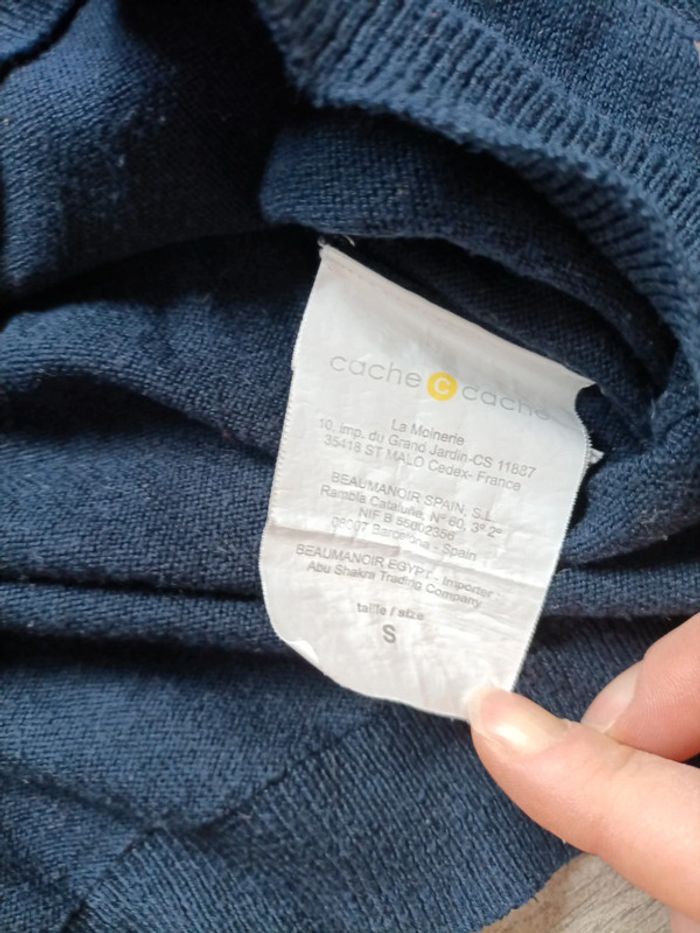 cache c cache
La Moinerie
10, imp. du Grand Jardin-CS 11887
35418 ST MALO Cedex- France
BEAUMANOIR SPAIN, S.L.
Rambla Cataluñe, Nº 60, 3º 2ª
NIF B 55002356
08007 Barcelona - Spain
BEAUMANOIR EGYPT - Importer :
Abu Shakra Trading Company
taille / size
S